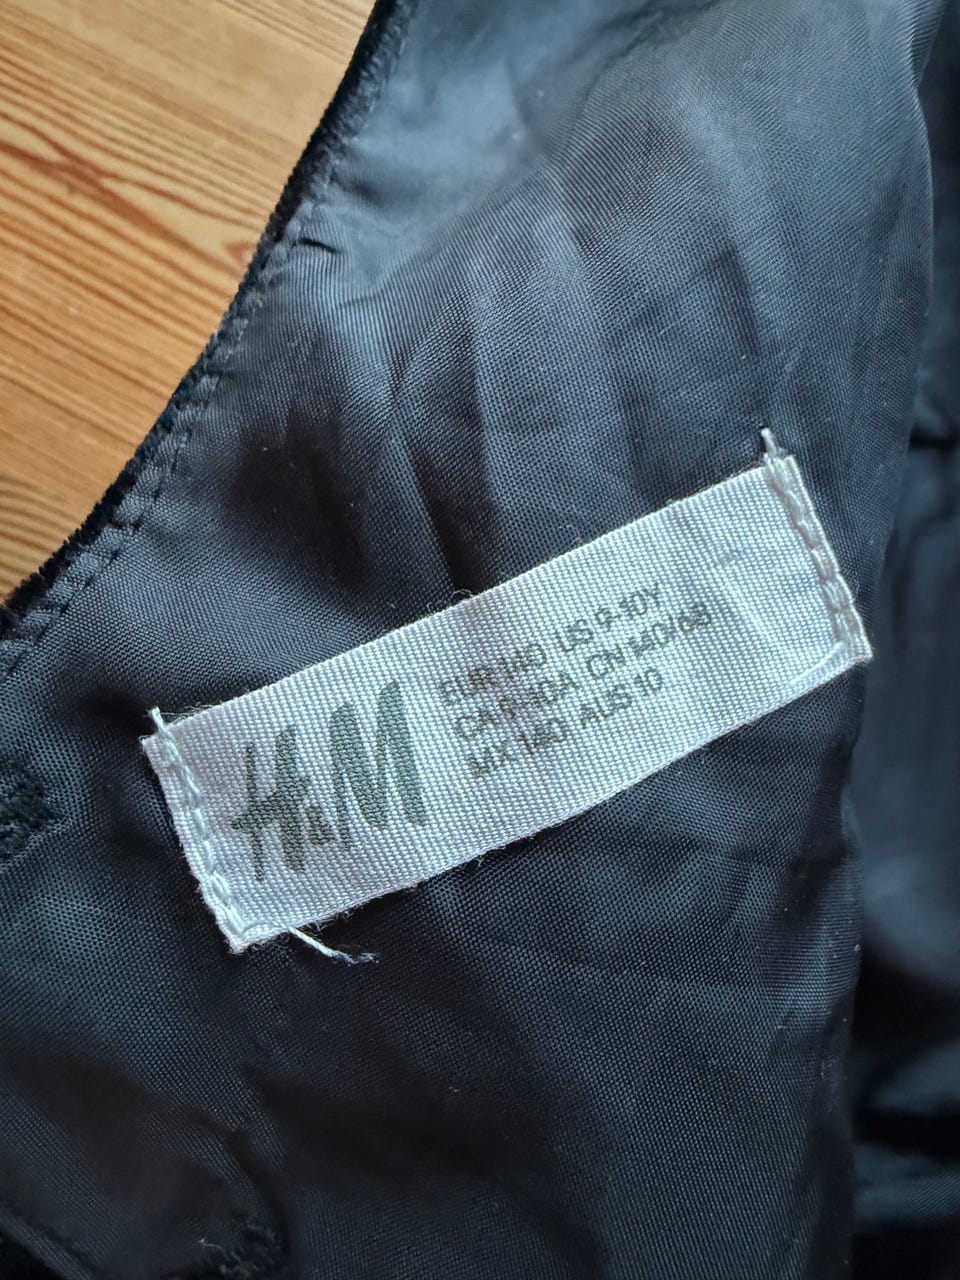 H&M
EUR 140 US 9-10Y
CANADA CN 140/68
MX 140 AUS 10